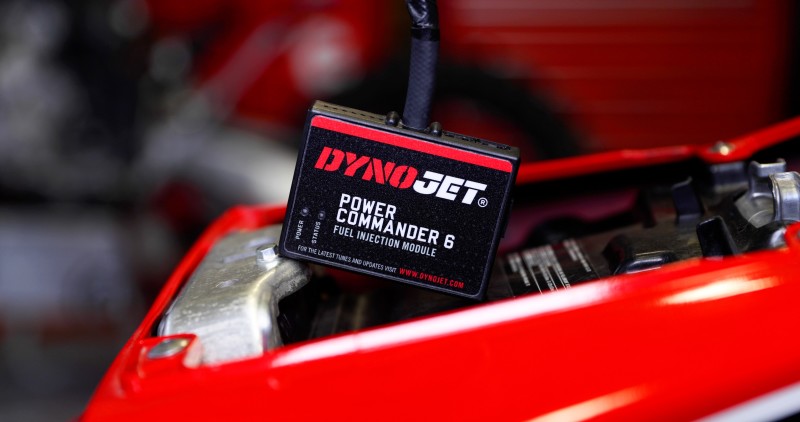 DYNOJET®
POWER
COMMANDER 6
FUEL INJECTION MODULE
POWER
STATUS
FOR THE LATEST TUNES AND UPDATES VISIT WWW.DYNOJET.COM